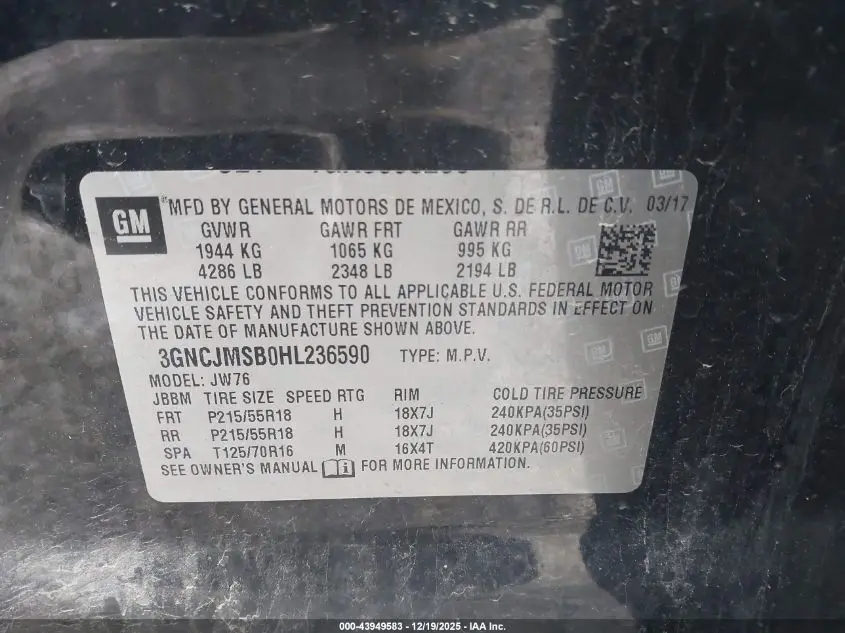 GM
MFD BY GENERAL MOTORS DE MEXICO, S. DE R.L. DE C.V. 03/17
GVWR GAWR FRT GAWR RR
1944 KG 1065 KG 995 KG
4286 LB 2348 LB 2194 LB
THIS VEHICLE CONFORMS TO ALL APPLICABLE U.S. FEDERAL MOTOR
VEHICLE SAFETY AND THEFT PREVENTION STANDARDS IN EFFECT ON
THE DATE OF MANUFACTURE SHOWN ABOVE.
3GNCJMSB0HL236590 TYPE: M.P.V.
MODEL: JW76
JBBM TIRE SIZE SPEED RTG RIM COLD TIRE PRESSURE
FRT P215/55R18 H 18X7J 240KPA(35PSI)
RR P215/55R18 H 18X7J 240KPA(35PSI)
SPA T125/70R16 M 16X4T 420KPA(60PSI)
SEE OWNER'S MANUAL FOR MORE INFORMATION.
000-43949583 - 12/19/2025 - IAA Inc.